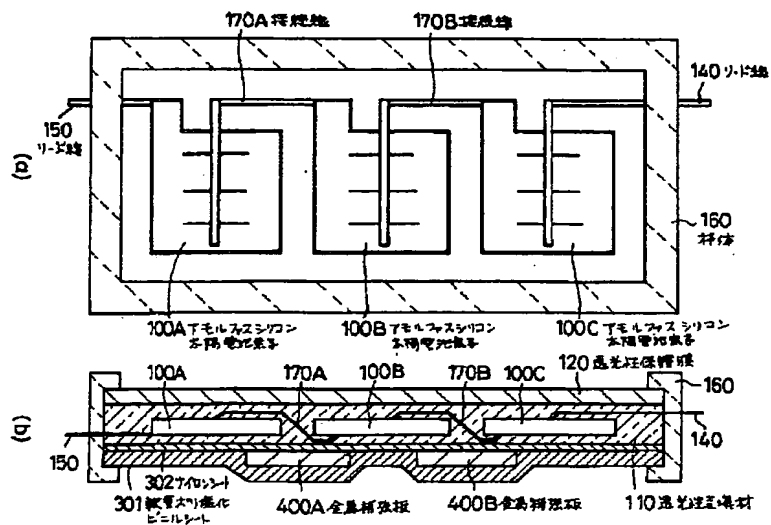 170A 接続線
170B 接続線
140 リード線
150
リード線
(a)
160
枠体
100A アモルファスシリコン
太陽電池素子
100B アモルファスシリコン
太陽電池素子
100C アモルファスシリコン
太陽電池素子
120 透光性保護膜
100A
170A
100B
170B
100C
160
(b)
150
140
302 ナイロンシート
301 軟質ポリ塩化
ビニルシート
400A 金属補強板
400B 金属補強板
110 透光性充填材